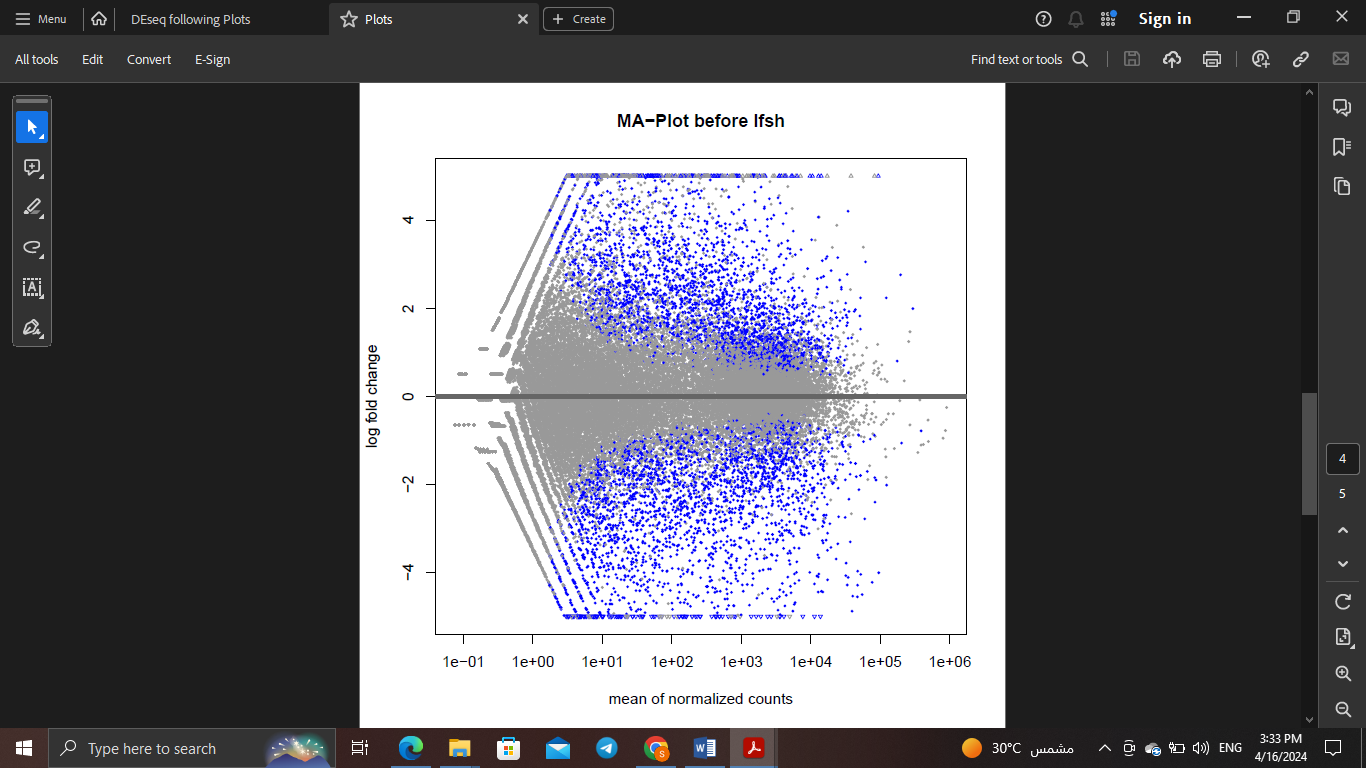 Menu
DEseq following Plots
Plots
Create
Sign in
All tools
Edit
Convert
E-Sign
Find text or tools
MA−Plot before lfsh
4
2
0
−2
−4
log fold change
1e−01
1e+00
1e+01
1e+02
1e+03
1e+04
1e+05
1e+06
mean of normalized counts
4
5
Type here to search
30°C
مشمس
ENG
3:33 PM
4/16/2024